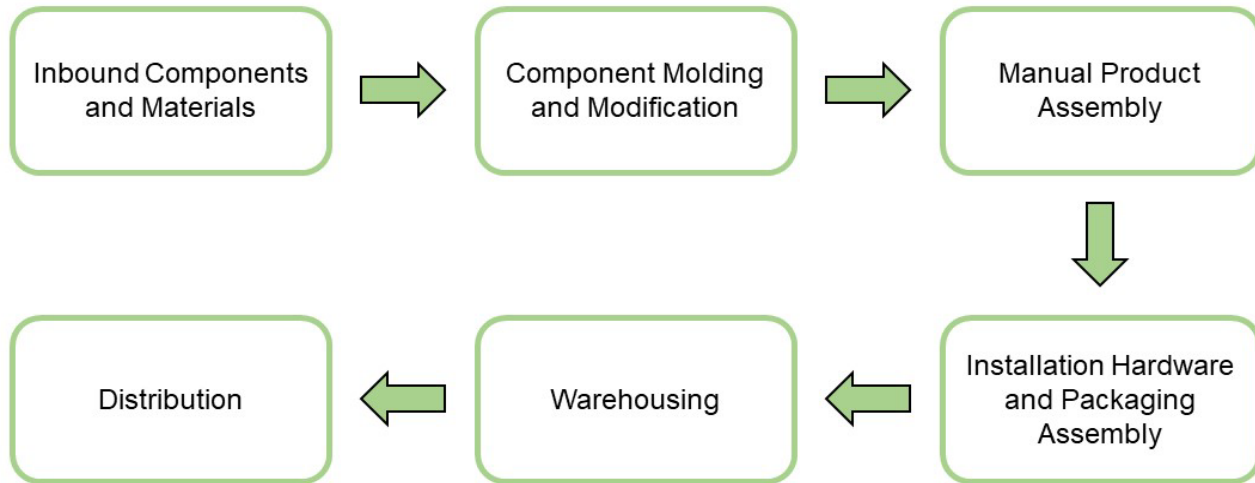 Inbound Components
and Materials
Component Molding
and Modification
Manual Product
Assembly
Installation Hardware
and Packaging
Assembly
Warehousing
Distribution